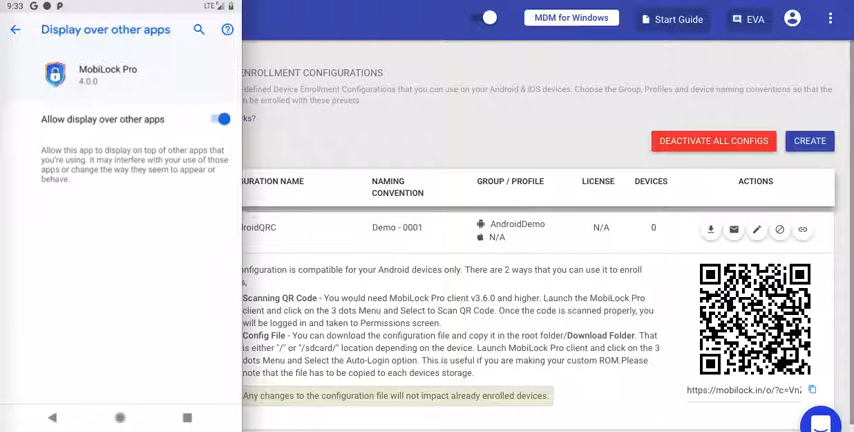 9:33
LTE
Display over other apps
MobiLock Pro
4.0.0
Allow display over other apps
Allow this app to display on top of other apps that
you're using. It may interfere with your use of those
apps or change the way they seem to appear or
behave.
MDM for Windows
Start Guide
EVA
ENROLLMENT CONFIGURATIONS
-defined Device Enrollment Configurations that you can use on your Android & iOS devices. Choose the Group, Profiles and device naming conventions so that the
n be enrolled with these presets
rks?
DEACTIVATE ALL CONFIGS
CREATE
URATION NAME
NAMING
CONVENTION
GROUP / PROFILE
LICENSE
DEVICES
ACTIONS
droidQRC
Demo - 0001
AndroidDemo
N/A
N/A
0
onfiguration is compatible for your Android devices only. There are 2 ways that you can use it to enroll
s,
Scanning QR Code - You would need MobiLock Pro client v3.6.0 and higher. Launch the MobiLock Pro
client and click on the 3 dots Menu and Select to Scan QR Code. Once the code is scanned properly, you
will be logged in and taken to Permissions screen.
Config File - You can download the configuration file and copy it in the root folder/Download Folder. That
is either "/" or "/sdcard/" location depending on the device. Launch MobiLock Pro client and click on the 3
dots Menu and Select the Auto-Login option. This is useful if you are making your custom ROM.Please
note that the file has to be copied to each devices storage.
Any changes to the configuration file will not impact already enrolled devices.
https://mobilock.in/o/?c=Vn